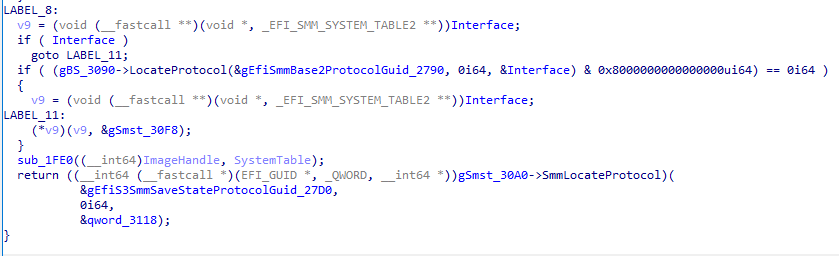 LABEL_8:
v9 = (void (__fastcall **)(void *, _EFI_SMM_SYSTEM_TABLE2 **))Interface;
if ( Interface )
goto LABEL_11;
if ( (gBS_3090->LocateProtocol(&gEfiSmmBase2ProtocolGuid_2790, 0i64, &Interface) & 0x8000000000000000ui64) == 0i64 )
{
v9 = (void (__fastcall **)(void *, _EFI_SMM_SYSTEM_TABLE2 **))Interface;
LABEL_11:
(*v9)(v9, &gSmst_30F8);
}
sub_1FE0((__int64)ImageHandle, SystemTable);
return ((__int64 (__fastcall *)(EFI_GUID *, _QWORD, __int64 *))gSmst_30A0->SmmLocateProtocol)(
&gEfiS3SmmSaveStateProtocolGuid_27D0,
0i64,
&qword_3118);
}